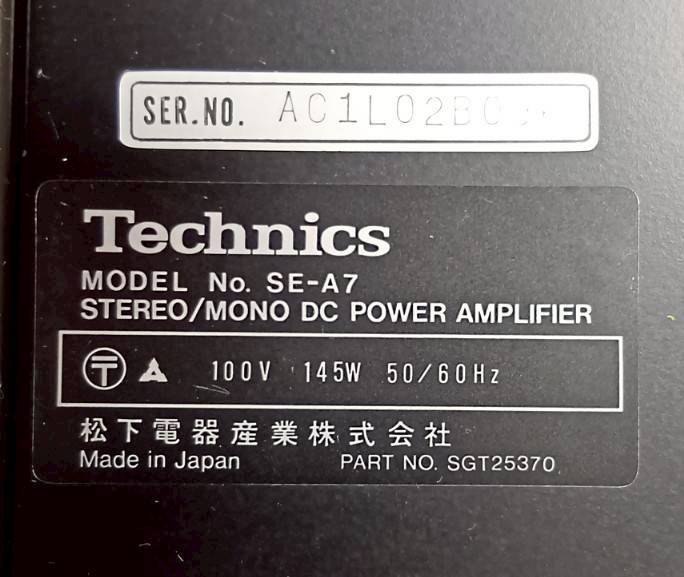 SER.NO.
Technics
MODEL No. SE-A7
STEREO/MONO DC POWER AMPLIFIER
〒 100V 145W 50/60Hz
松下電器産業株式会社
Made in Japan PART NO. SGT25370